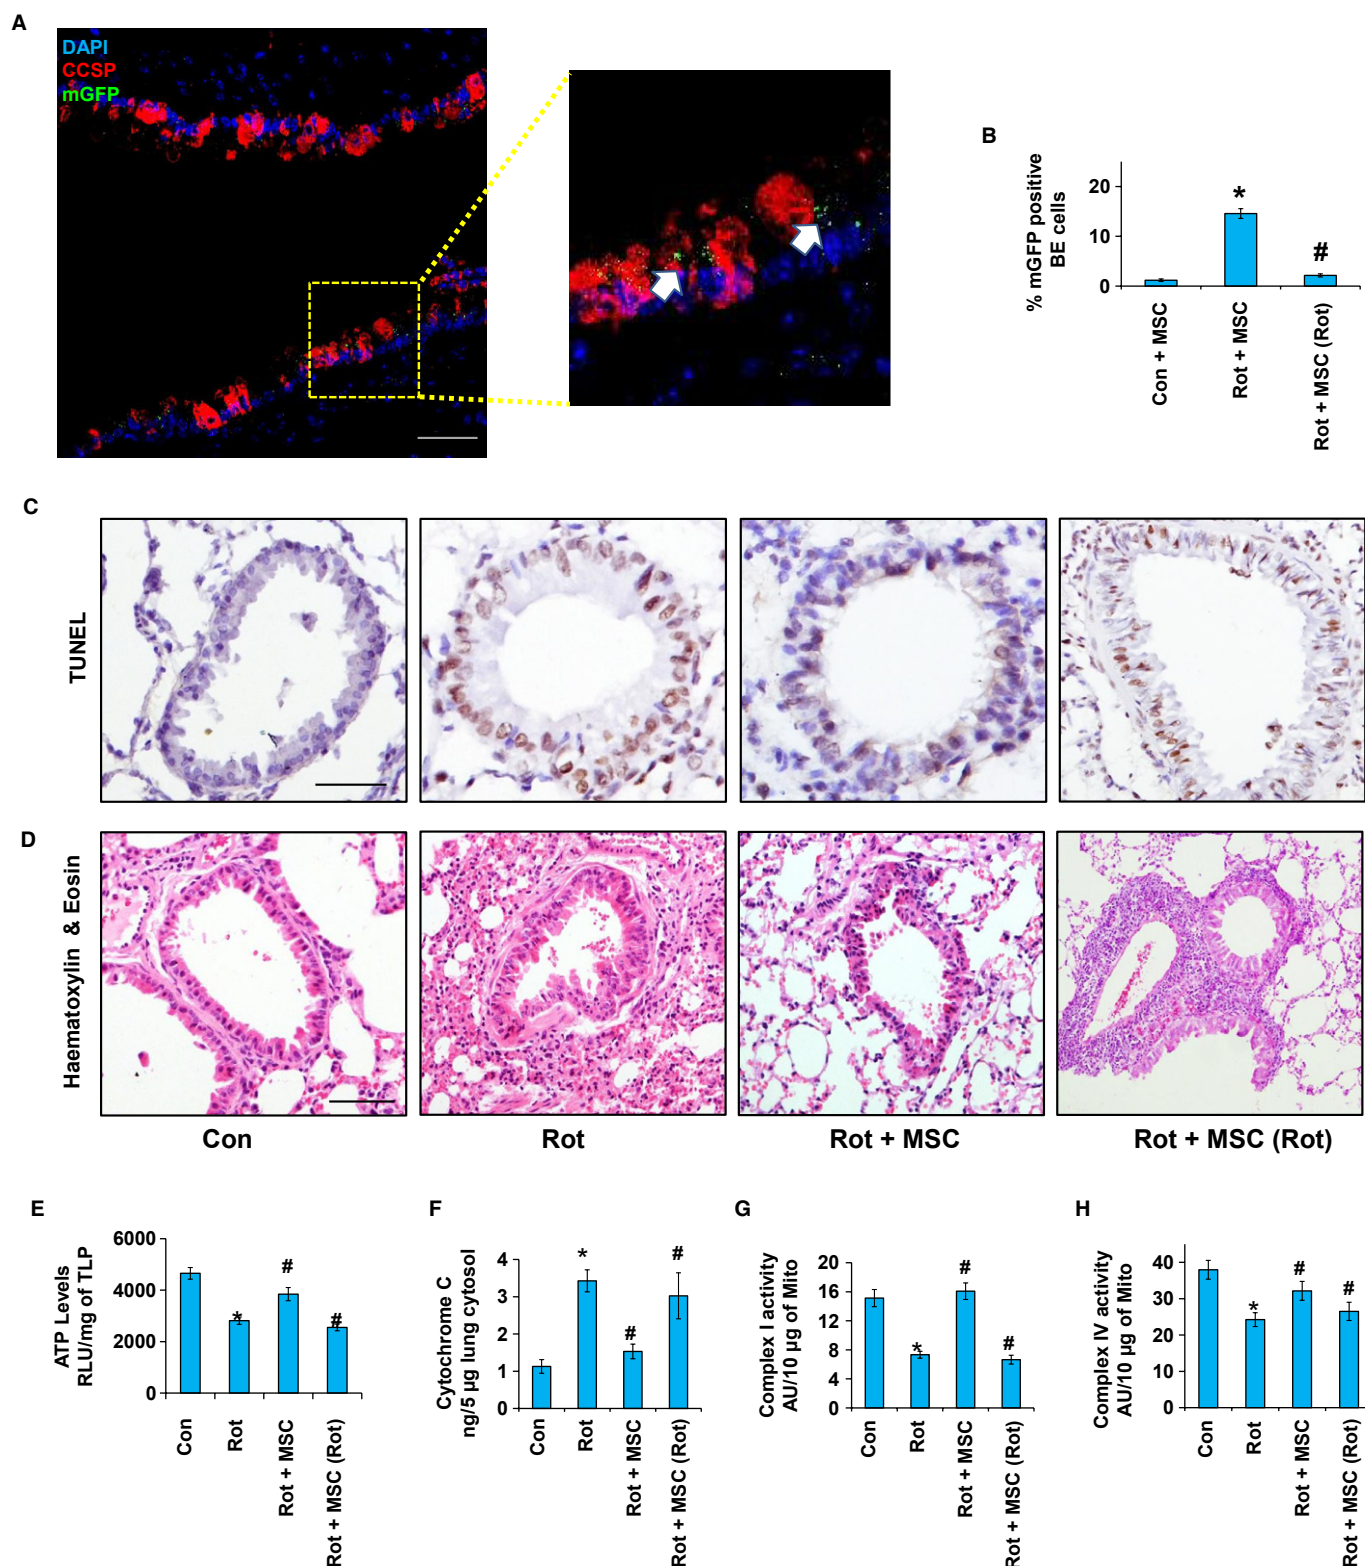 A
DAPI
CCSP
mGFP
B
% mGFP positive
BE cells
20
10
0
*
#
Con + MSC
Rot + MSC
Rot + MSC (Rot)
C
TUNEL
D
Haematoxylin & Eosin
Con
Rot
Rot + MSC
Rot + MSC (Rot)
E
ATP Levels
RLU/mg of TLP
6000
4000
2000
0
*
#
#
Con
Rot
Rot + MSC
Rot + MSC (Rot)
F
Cytochrome C
ng/5 µg lung cytosol
4
3
2
1
0
*
#
#
Con
Rot
Rot + MSC
Rot + MSC (Rot)
G
Complex I activity
AU/10 µg of Mito
20
16
12
8
4
0
*
#
#
Con
Rot
Rot + MSC
Rot + MSC (Rot)
H
Complex IV activity
AU/10 µg of Mito
40
30
20
10
0
*
#
#
Con
Rot
Rot + MSC
Rot + MSC (Rot)